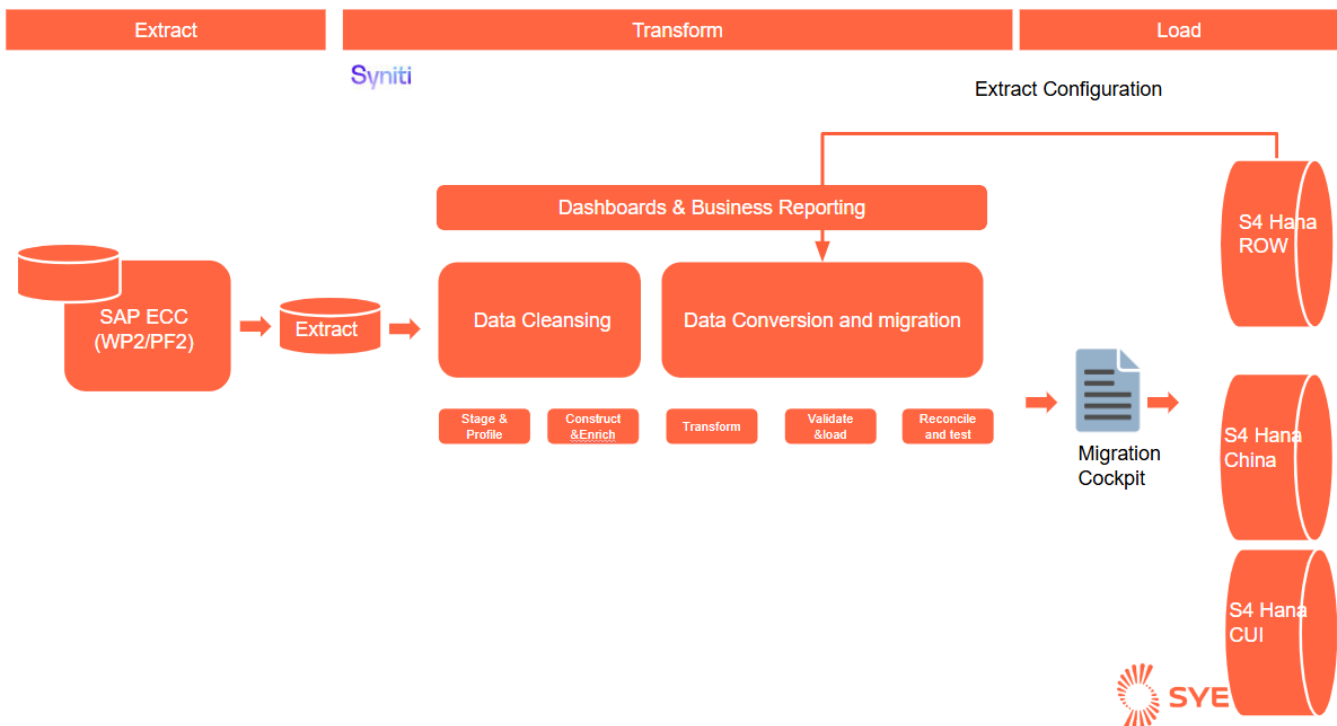 Extract
Transform
Load
Syniti
Extract Configuration
Dashboards & Business Reporting
S4 Hana
ROW
SAP ECC
(WP2/PF2)
Extract
Data Cleansing
Data Conversion and migration
Stage &
Profile
Construct
&Enrich
Transform
Validate
&load
Reconcile
and test
Migration
Cockpit
S4 Hana
China
S4 Hana
CUI
SYE